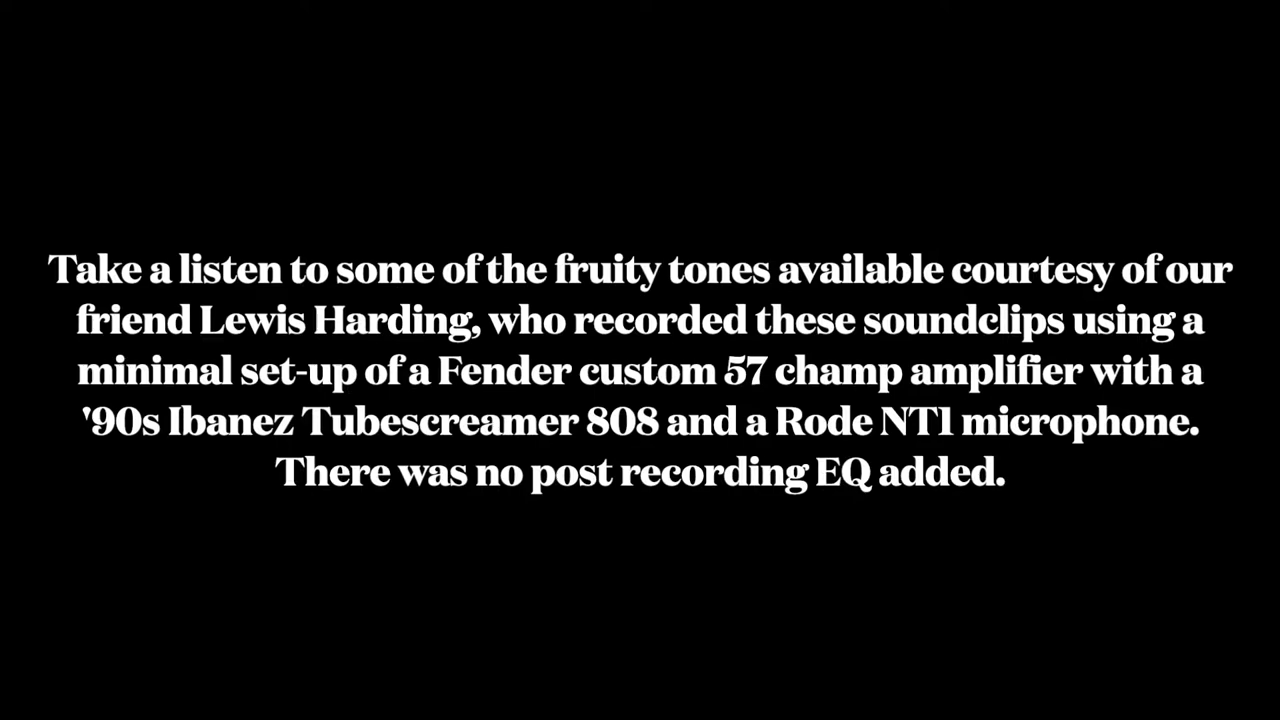 Take a listen to some of the fruity tones available courtesy of our
friend Lewis Harding, who recorded these soundclips using a
minimal set-up of a Fender custom 57 champ amplifier with a
'90s Ibanez Tubescreamer 808 and a Rode NT1 microphone.
There was no post recording EQ added.